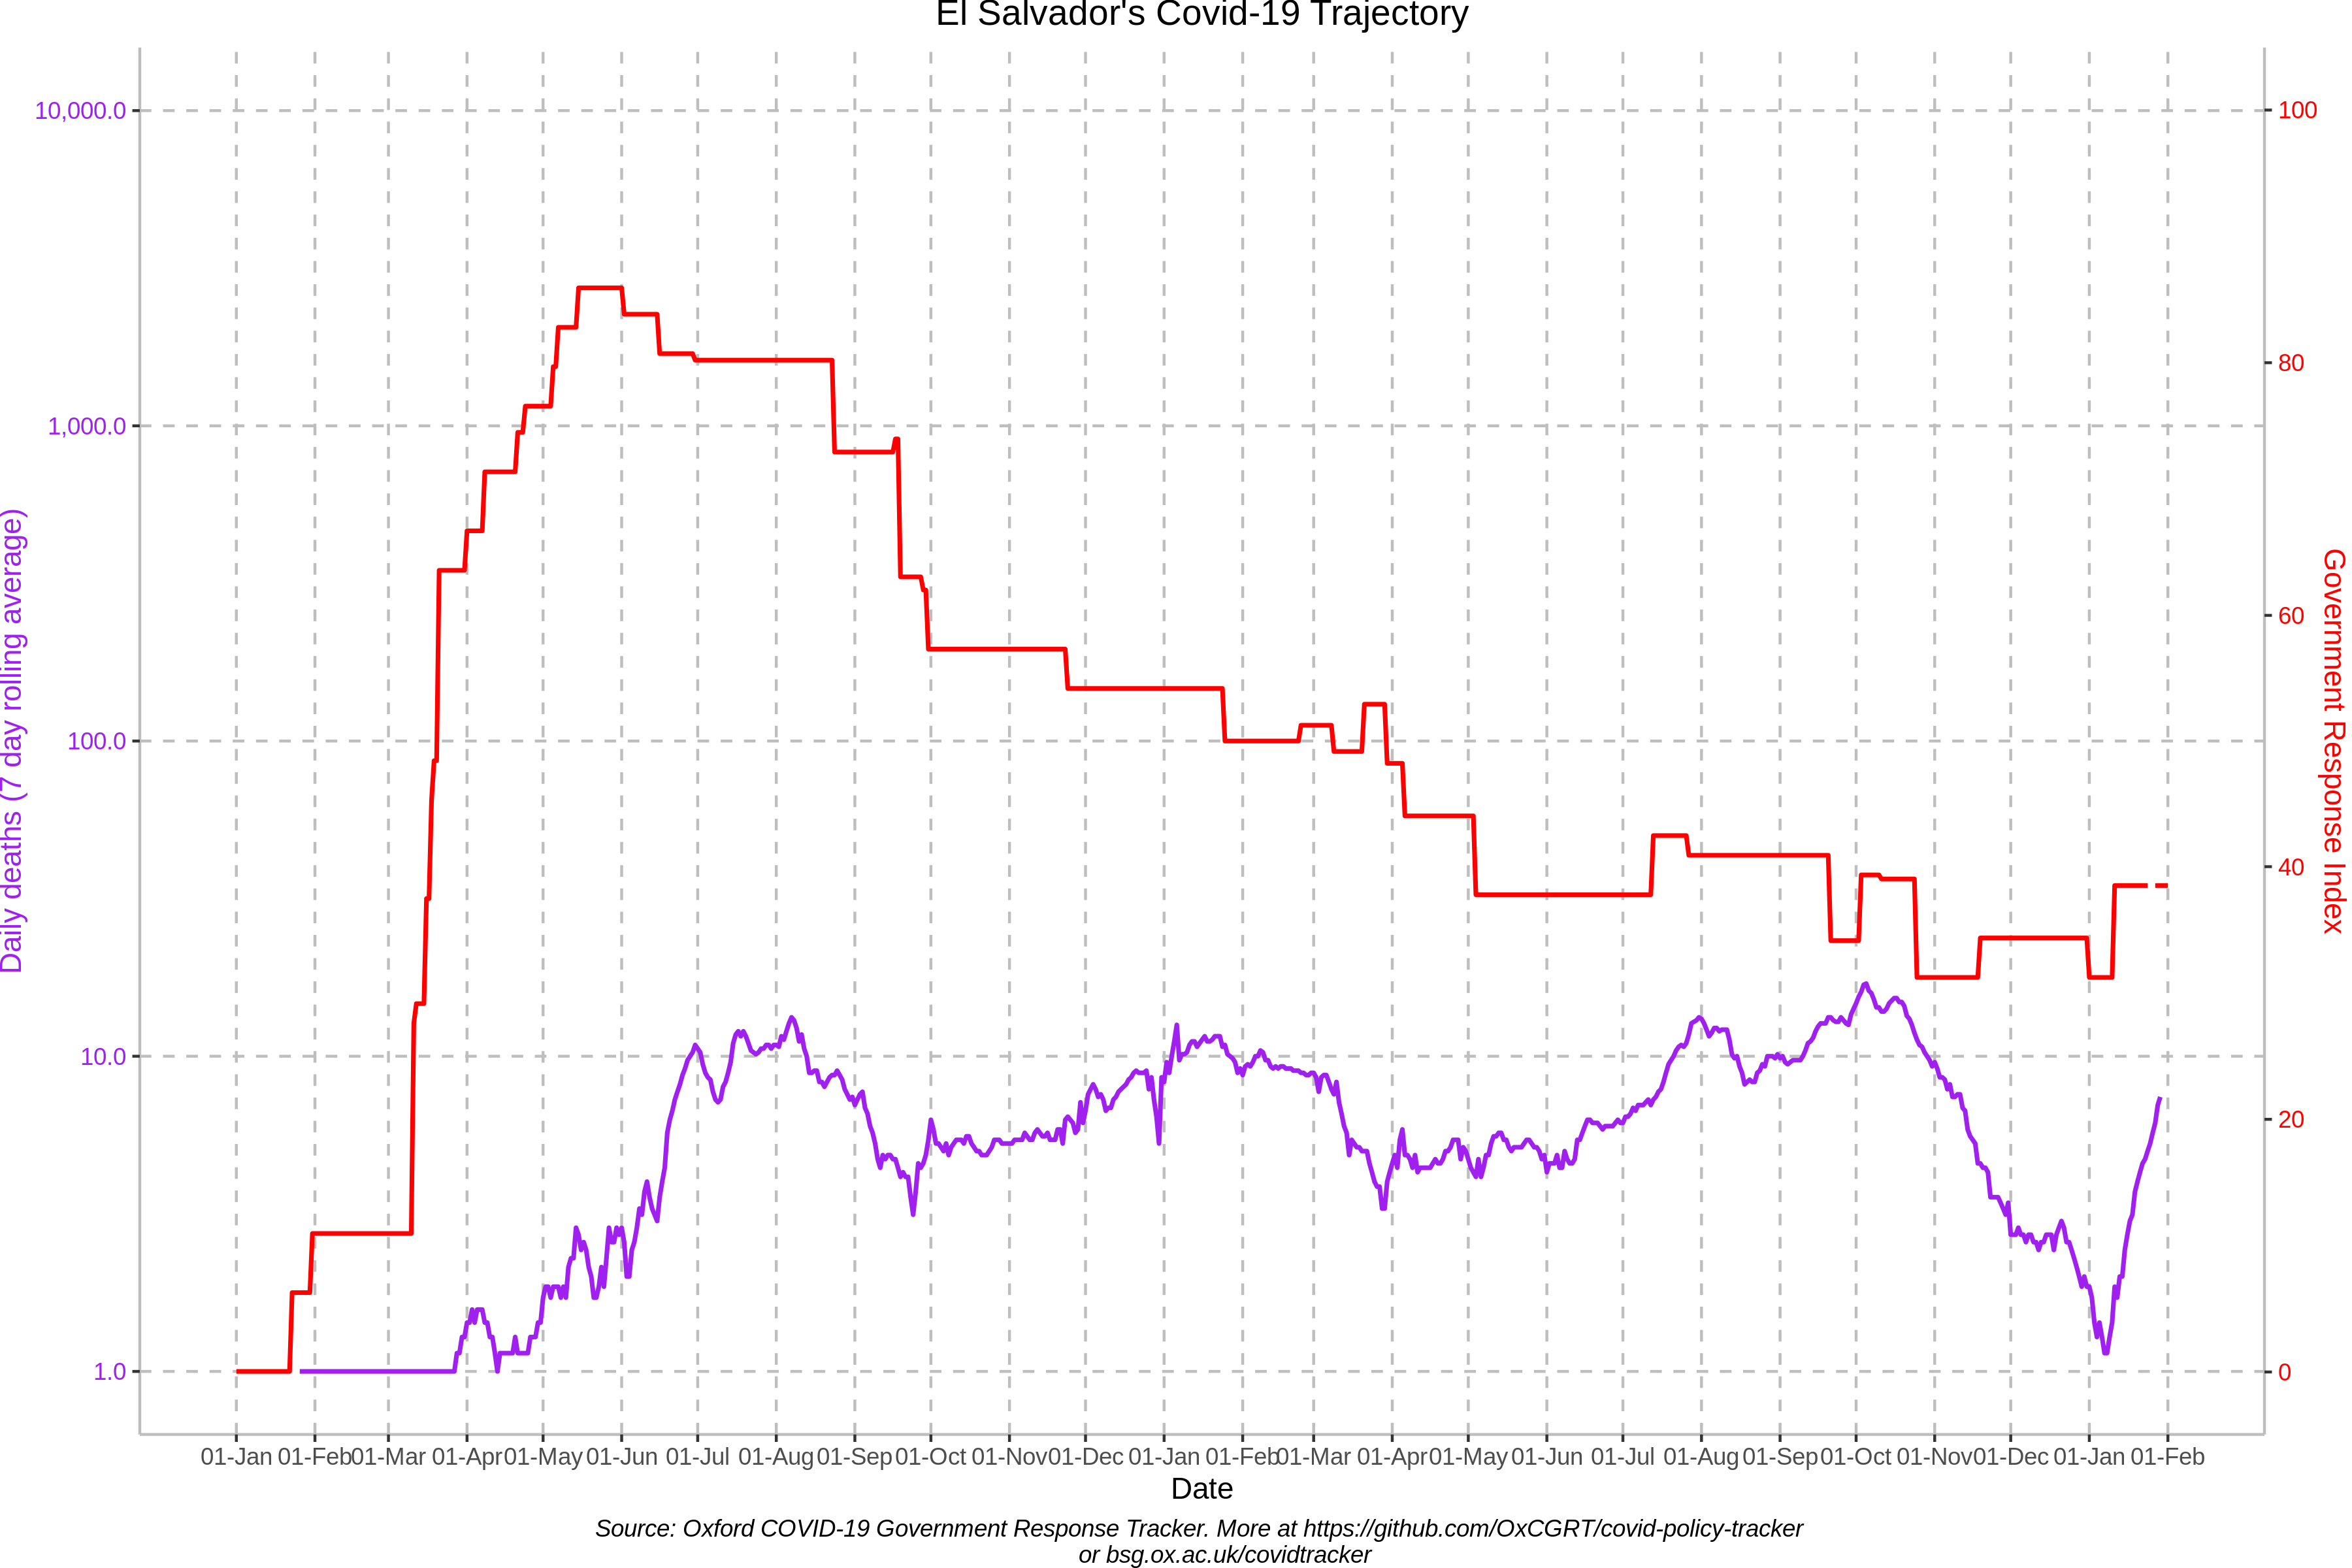 El Salvador's Covid-19 Trajectory
10,000.0
1,000.0
100.0
10.0
1.0
Daily deaths (7 day rolling average)
100
80
60
40
20
0
Government Response Index
01-Jan 01-Feb 01-Mar 01-Apr 01-May 01-Jun 01-Jul 01-Aug 01-Sep 01-Oct 01-Nov 01-Dec 01-Jan 01-Feb 01-Mar 01-Apr 01-May 01-Jun 01-Jul 01-Aug 01-Sep 01-Oct 01-Nov 01-Dec 01-Jan 01-Feb
Date
Source: Oxford COVID-19 Government Response Tracker. More at https://github.com/OxCGRT/covid-policy-tracker
or bsg.ox.ac.uk/covidtracker